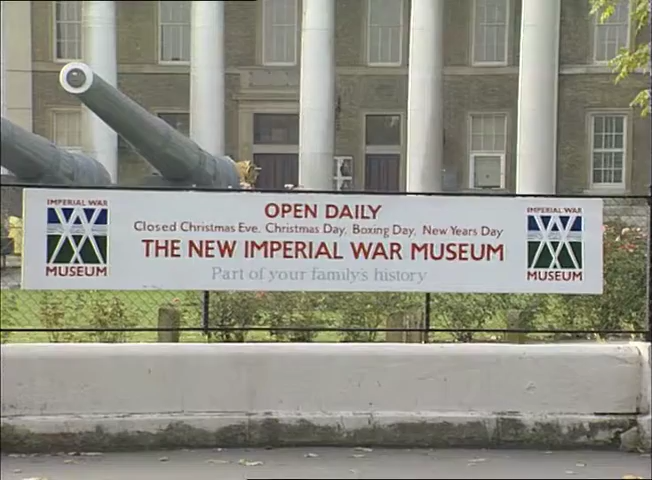 OPEN DAILY
Closed Christmas Eve, Christmas Day, Boxing Day, New Years Day
THE NEW IMPERIAL WAR MUSEUM
Part of your family's history
IMPERIAL WAR
MUSEUM
IMPERIAL WAR
MUSEUM